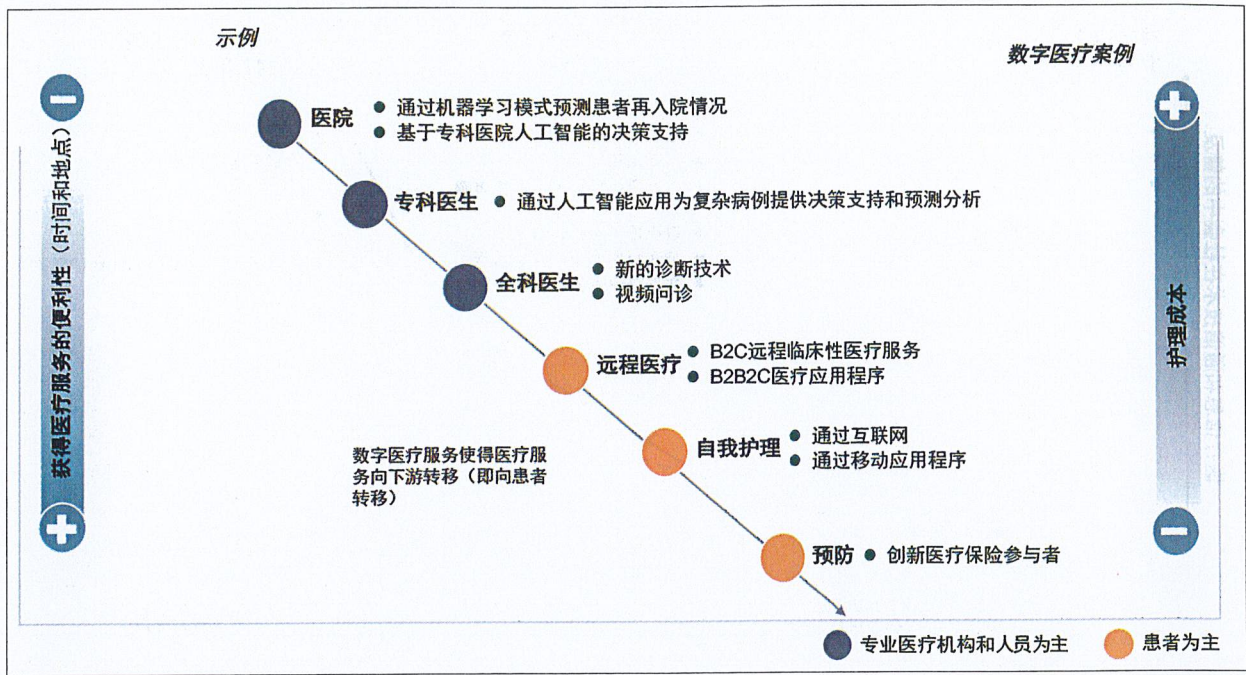 示例
数字医疗案例
获得医疗服务的便利性（时间和地点）
护理成本
医院
● 通过机器学习模式预测患者再入院情况
● 基于专科医院人工智能的决策支持
专科医生
● 通过人工智能应用为复杂病例提供决策支持和预测分析
全科医生
● 新的诊断技术
● 视频问诊
远程医疗
● B2C远程临床性医疗服务
● B2B2C医疗应用程序
自我护理
● 通过互联网
● 通过移动应用程序
数字医疗服务使得医疗服
务向下游转移（即向患者
转移）
预防
● 创新医疗保险参与者
专业医疗机构和人员为主
患者为主